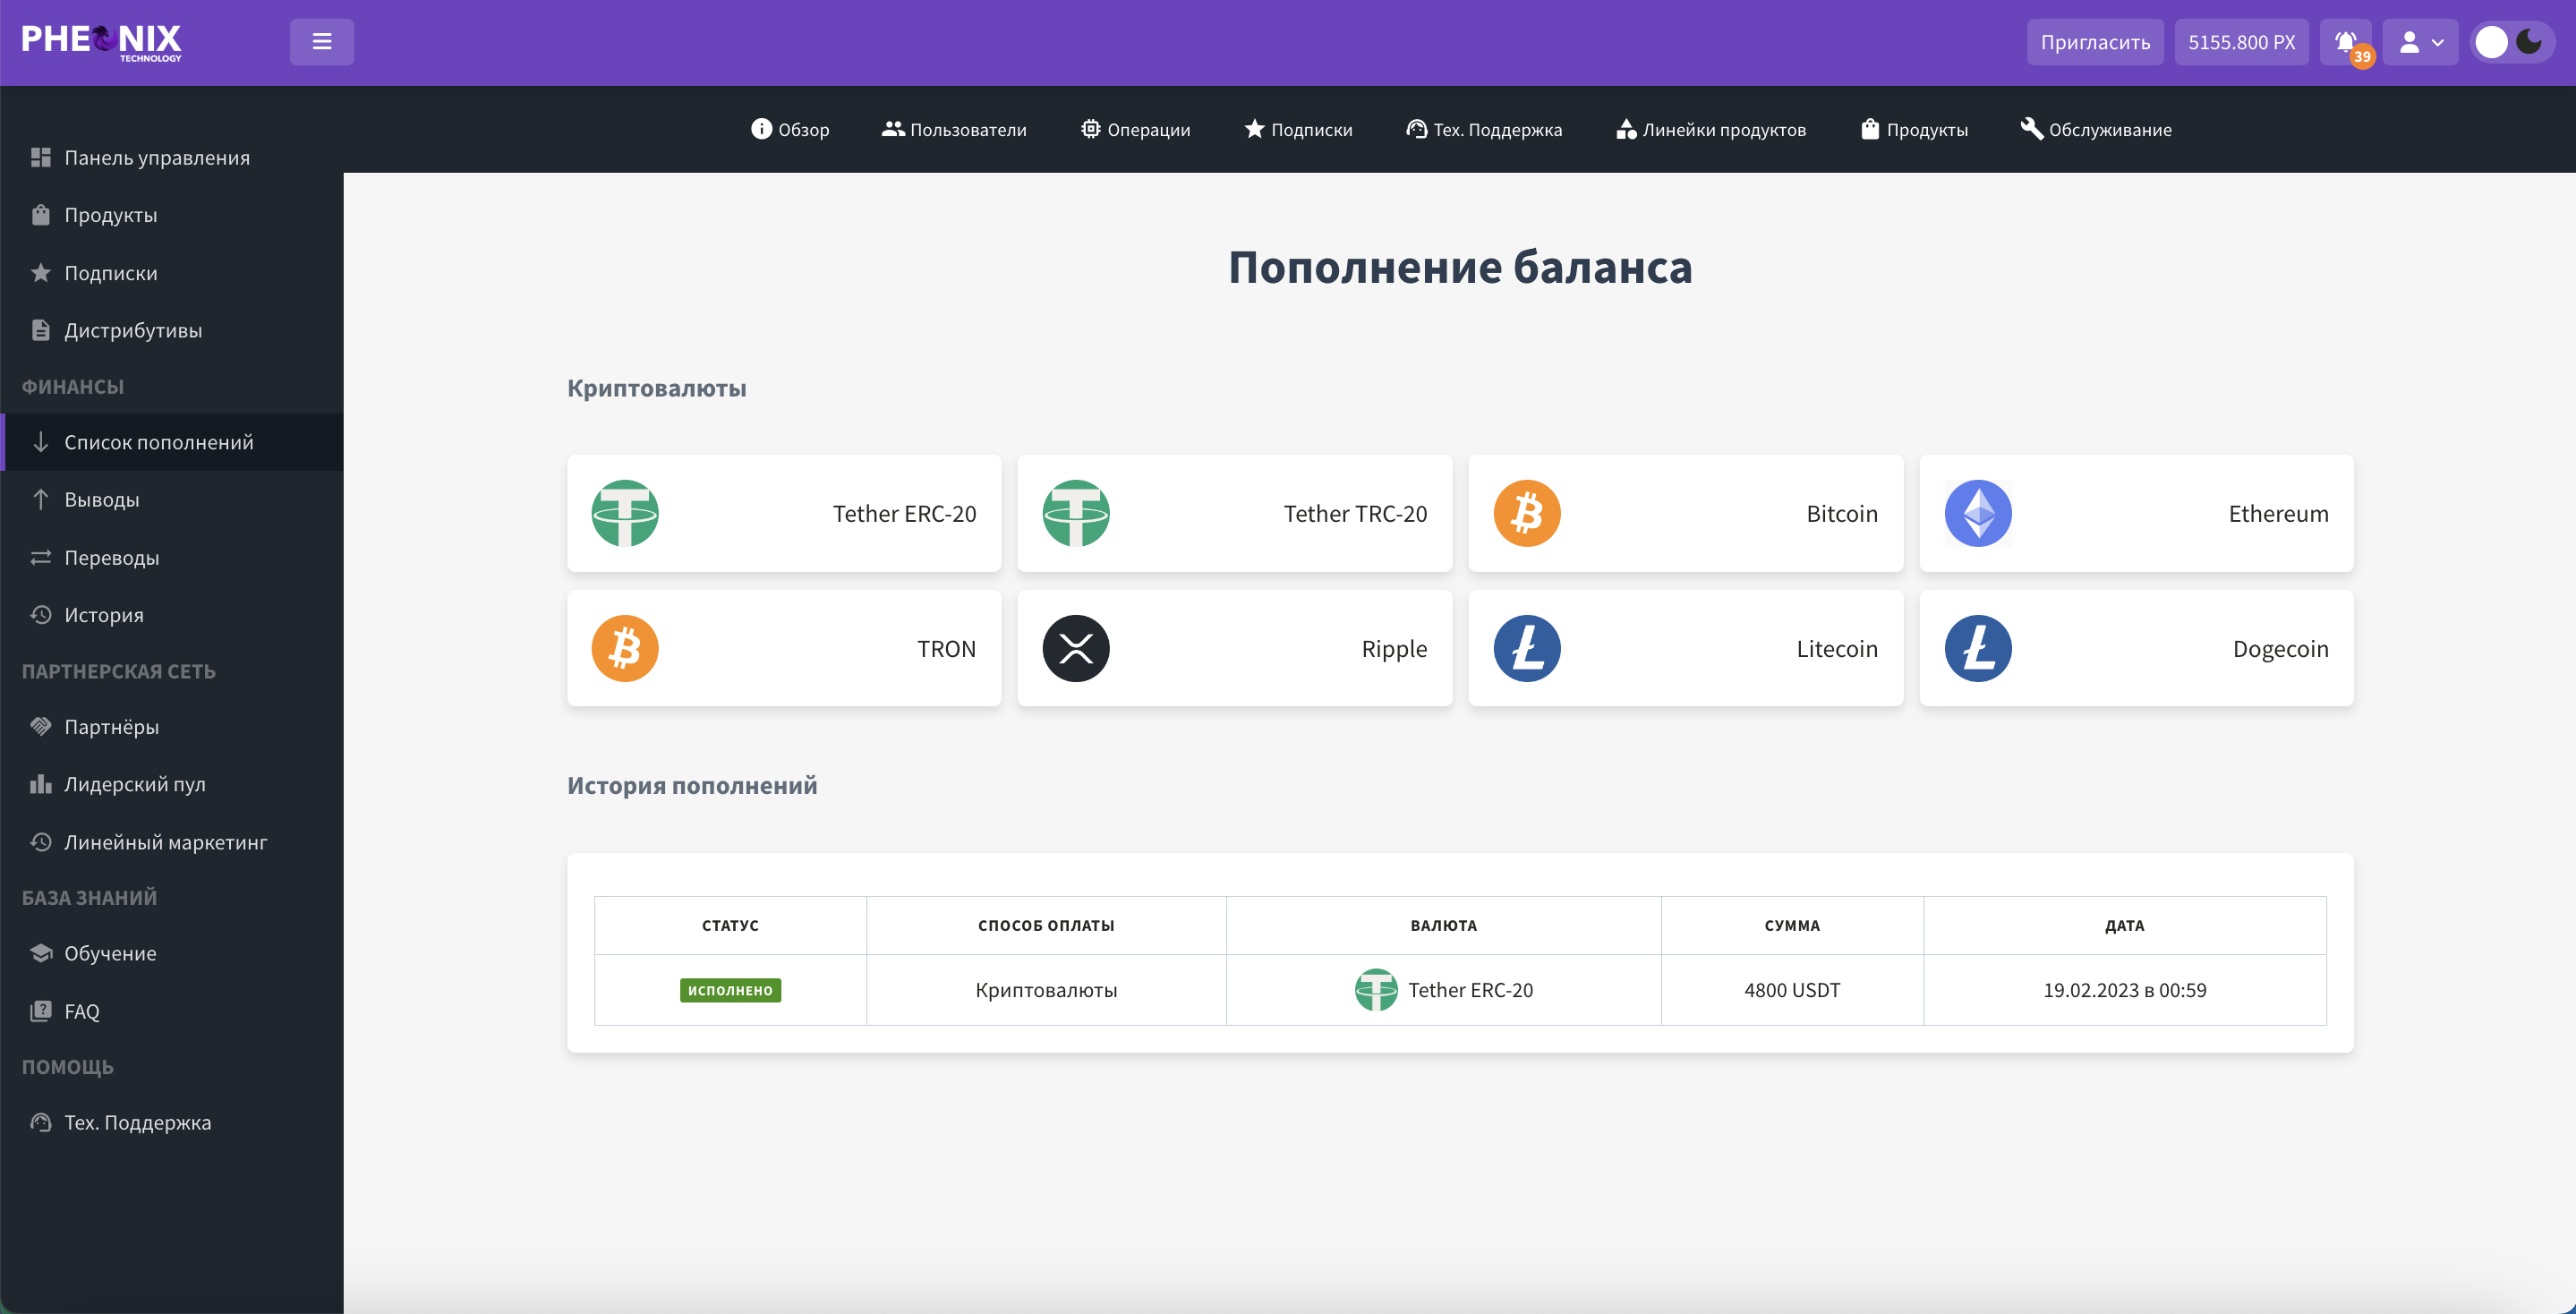 PHEONIX
TECHNOLOGY
Пригласить
5155.800 PX
39
Обзор
Пользователи
Операции
Подписки
Тех. Поддержка
Линейки продуктов
Продукты
Обслуживание
Панель управления
Продукты
Подписки
Дистрибутивы
ФИНАНСЫ
Список пополнений
Выводы
Переводы
История
ПАРТНЕРСКАЯ СЕТЬ
Партнёры
Лидерский пул
Линейный маркетинг
БАЗА ЗНАНИЙ
Обучение
FAQ
ПОМОЩЬ
Тех. Поддержка
Пополнение баланса
Криптовалюты
Tether ERC-20
Tether TRC-20
Bitcoin
Ethereum
TRON
Ripple
Litecoin
Dogecoin
История пополнений
СТАТУС СПОСОБ ОПЛАТЫ ВАЛЮТА СУММА ДАТА
ИСПОЛНЕНО Криптовалюты Tether ERC-20 4800 USDT 19.02.2023 в 00:59